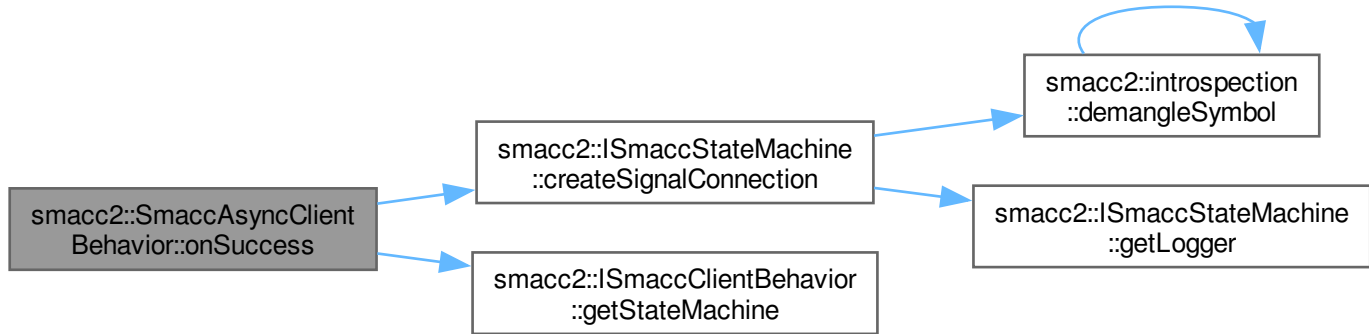 smacc2::SmaccAsyncClient
Behavior::onSuccess
smacc2::ISmaccStateMachine
::createSignalConnection
smacc2::ISmaccClientBehavior
::getStateMachine
smacc2::introspection
::demangleSymbol
smacc2::ISmaccStateMachine
::getLogger